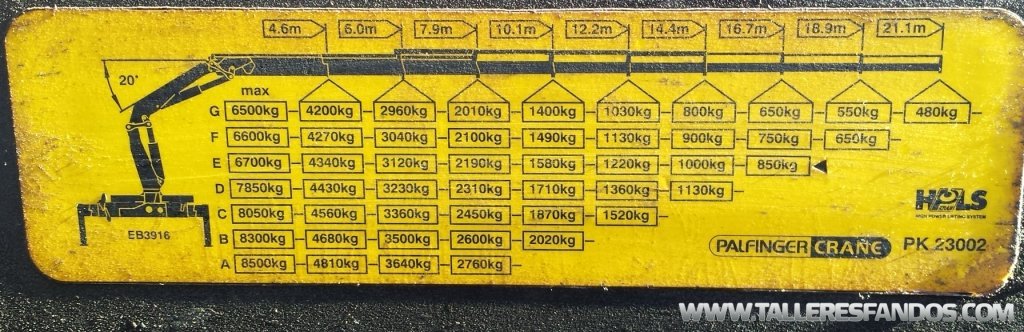 4.6m 6.0m 7.9m 10.1m 12.2m 14.4m 16.7m 18.9m 21.1m
20°
max
G 6500kg 4200kg 2960kg 2010kg 1400kg 1030kg 800kg 650kg 550kg 480kg
F 6600kg 4270kg 3040kg 2100kg 1490kg 1130kg 900kg 750kg 650kg
E 6700kg 4340kg 3120kg 2190kg 1580kg 1220kg 1000kg 850kg
D 7850kg 4430kg 3230kg 2310kg 1710kg 1360kg 1130kg
C 8050kg 4560kg 3360kg 2450kg 1870kg 1520kg
B 8300kg 4680kg 3500kg 2600kg 2020kg
A 8500kg 4810kg 3640kg 2760kg
EB3916
HPLS
HIGH POWER LIFTING SYSTEM
PALFINGER CRANE PK 23002
WWW.TALLERESFANDOS.COM